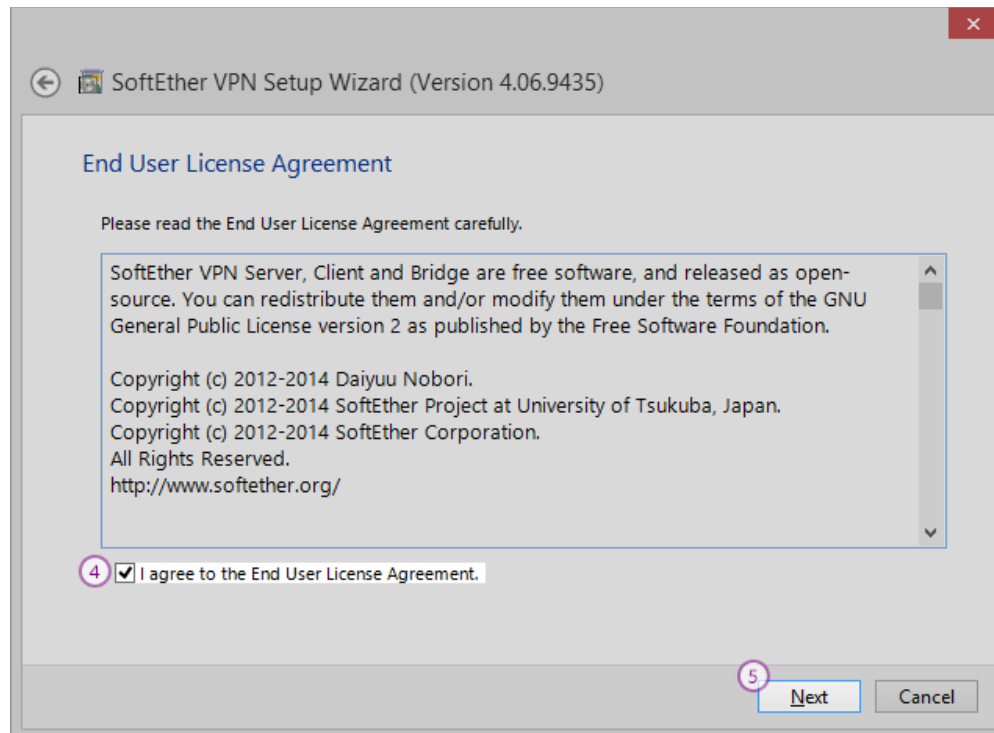 SoftEther VPN Setup Wizard (Version 4.06.9435)
End User License Agreement
Please read the End User License Agreement carefully.
SoftEther VPN Server, Client and Bridge are free software, and released as open-
source. You can redistribute them and/or modify them under the terms of the GNU
General Public License version 2 as published by the Free Software Foundation.
Copyright (c) 2012-2014 Daiyuu Nobori.
Copyright (c) 2012-2014 SoftEther Project at University of Tsukuba, Japan.
Copyright (c) 2012-2014 SoftEther Corporation.
All Rights Reserved.
http://www.softether.org/
4 I agree to the End User License Agreement.
5
Next Cancel